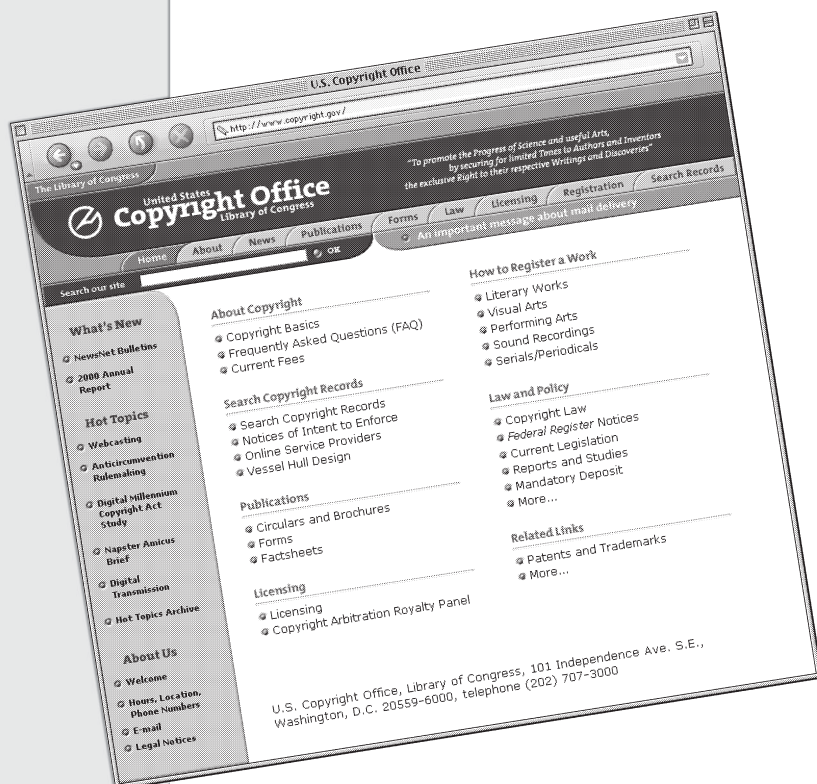 U.S. Copyright Office
http://www.copyright.gov/
The Library of Congress
United States
Copyright Office
Library of Congress
"To promote the Progress of Science and useful Arts,
by securing for limited Times to Authors and Inventors
the exclusive Right to their respective Writings and Discoveries"
Home About News Publications Forms Law Licensing Registration Search Records
Search our site OK
An important message about mail delivery
What's New
NewsNet Bulletins
2000 Annual
Report
Hot Topics
Webcasting
Anticircumvention
Rulemaking
Digital Millennium
Copyright Act
Study
Napster Amicus
Brief
Digital
Transmission
Hot Topics Archive
About Us
Welcome
Hours, Location,
Phone Numbers
E-mail
Legal Notices
About Copyright
Copyright Basics
Frequently Asked Questions (FAQ)
Current Fees
Search Copyright Records
Search Copyright Records
Notices of Intent to Enforce
Online Service Providers
Vessel Hull Design
Publications
Circulars and Brochures
Forms
Factsheets
Licensing
Licensing
Copyright Arbitration Royalty Panel
How to Register a Work
Literary Works
Visual Arts
Performing Arts
Sound Recordings
Serials/Periodicals
Law and Policy
Copyright Law
Federal Register Notices
Current Legislation
Reports and Studies
Mandatory Deposit
More...
Related Links
Patents and Trademarks
More...
U.S. Copyright Office, Library of Congress, 101 Independence Ave. S.E.,
Washington, D.C. 20559-6000, telephone (202) 707-3000